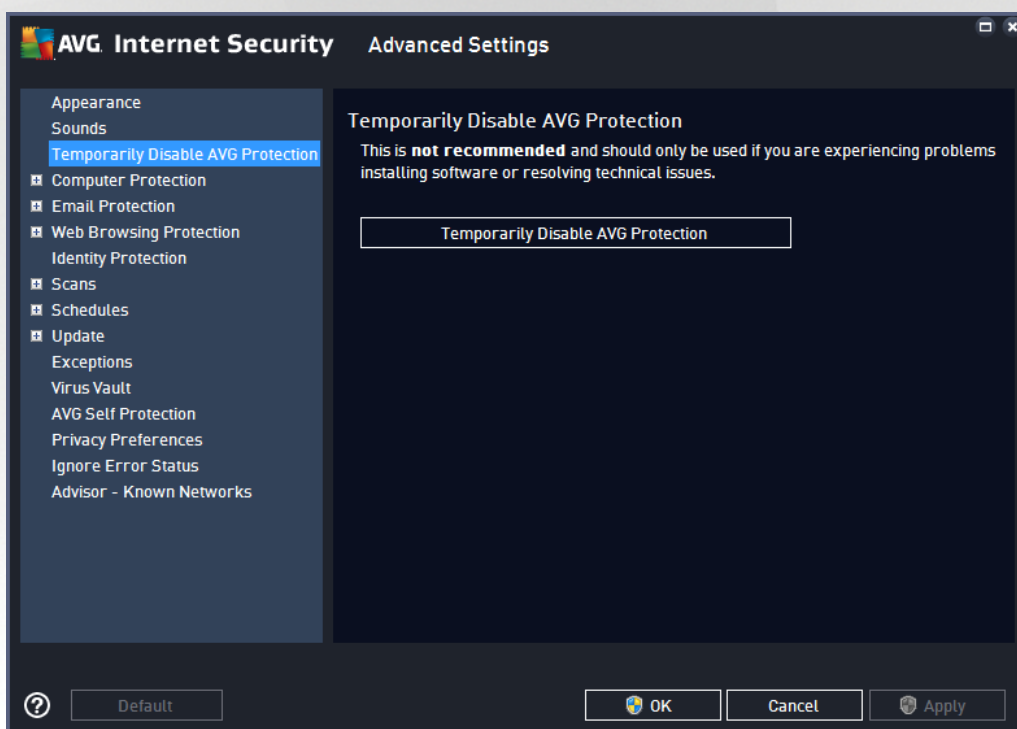 AVG Internet Security Advanced Settings
Appearance
Sounds
Temporarily Disable AVG Protection
Computer Protection
Email Protection
Web Browsing Protection
Identity Protection
Scans
Schedules
Update
Exceptions
Virus Vault
AVG Self Protection
Privacy Preferences
Ignore Error Status
Advisor - Known Networks
Temporarily Disable AVG Protection
This is not recommended and should only be used if you are experiencing problems
installing software or resolving technical issues.
Temporarily Disable AVG Protection
? Default OK Cancel Apply